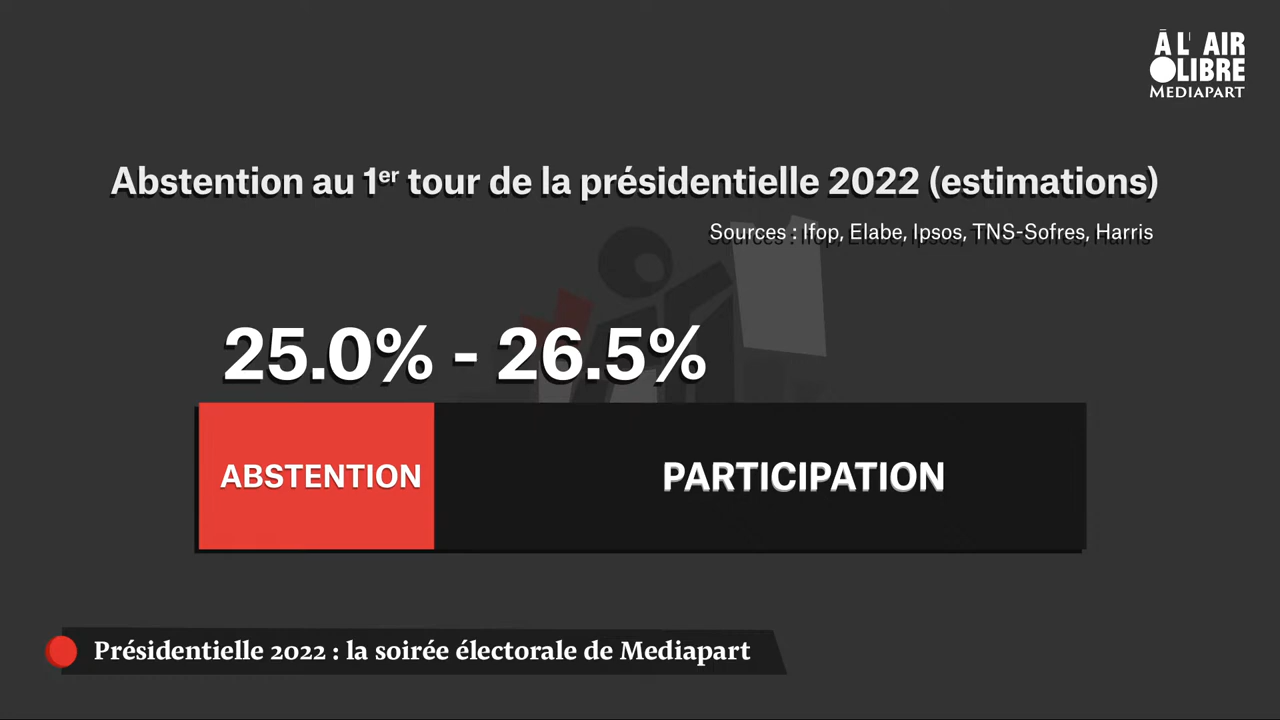 À L' AIR
LIBRE
MEDIAPART
Abstention au 1er tour de la présidentielle 2022 (estimations)
Sources : Ifop, Elabe, Ipsos, TNS-Sofres, Harris
25.0% - 26.5%
ABSTENTION
PARTICIPATION
Présidentielle 2022 : la soirée électorale de Mediapart